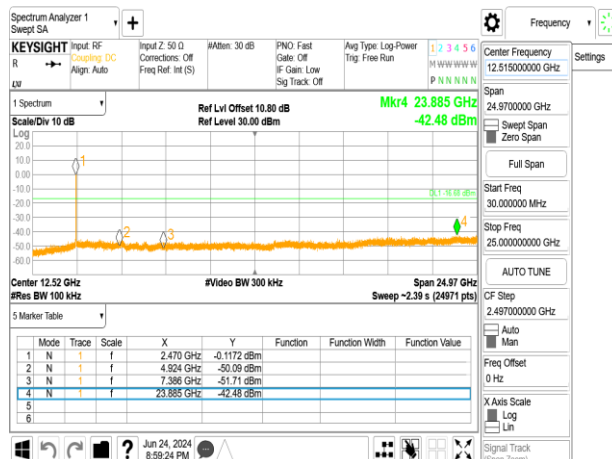 Spectrum Analyzer 1
Swept SA
Frequency
KEYSIGHT
R
Input: RF
Coupling: DC
Align: Auto
Input Z: 50 Ω
Corrections: Off
Freq Ref: Int (S)
#Atten: 30 dB
PNO: Fast
Gate: Off
IF Gain: Low
Sig Track: Off
Avg Type: Log-Power
Trig: Free Run
1 2 3 4 5 6
M W W W W W
P N N N N N
Center Frequency
12.515000000 GHz
Settings
Span
24.9700000 GHz
Swept Span
Zero Span
Full Span
Start Freq
30.000000 MHz
Stop Freq
25.000000000 GHz
AUTO TUNE
CF Step
2.497000000 GHz
Auto
Man
Freq Offset
0 Hz
X Axis Scale
Log
Lin
Signal Track
(Span Zoom)
1 Spectrum
Scale/Div 10 dB
Ref Lvl Offset 10.80 dB
Ref Level 30.00 dBm
Mkr4 23.885 GHz
-42.48 dBm
Log
20.0
10.0
0.00
-10.0
-20.0
-30.0
-40.0
-50.0
-60.0
1
2
3
4
Center 12.52 GHz
#Res BW 100 kHz
#Video BW 300 kHz
Span 24.97 GHz
Sweep ~2.39 s (24971 pts)
5 Marker Table
Mode Trace Scale X Y Function Function Width Function Value
1 N 1 f 2.470 GHz -0.1172 dBm
2 N 1 f 4.924 GHz -50.09 dBm
3 N 1 f 7.386 GHz -51.71 dBm
4 N 1 f 23.885 GHz -42.48 dBm
5
6
?
Jun 24, 2024
8:59:24 PM